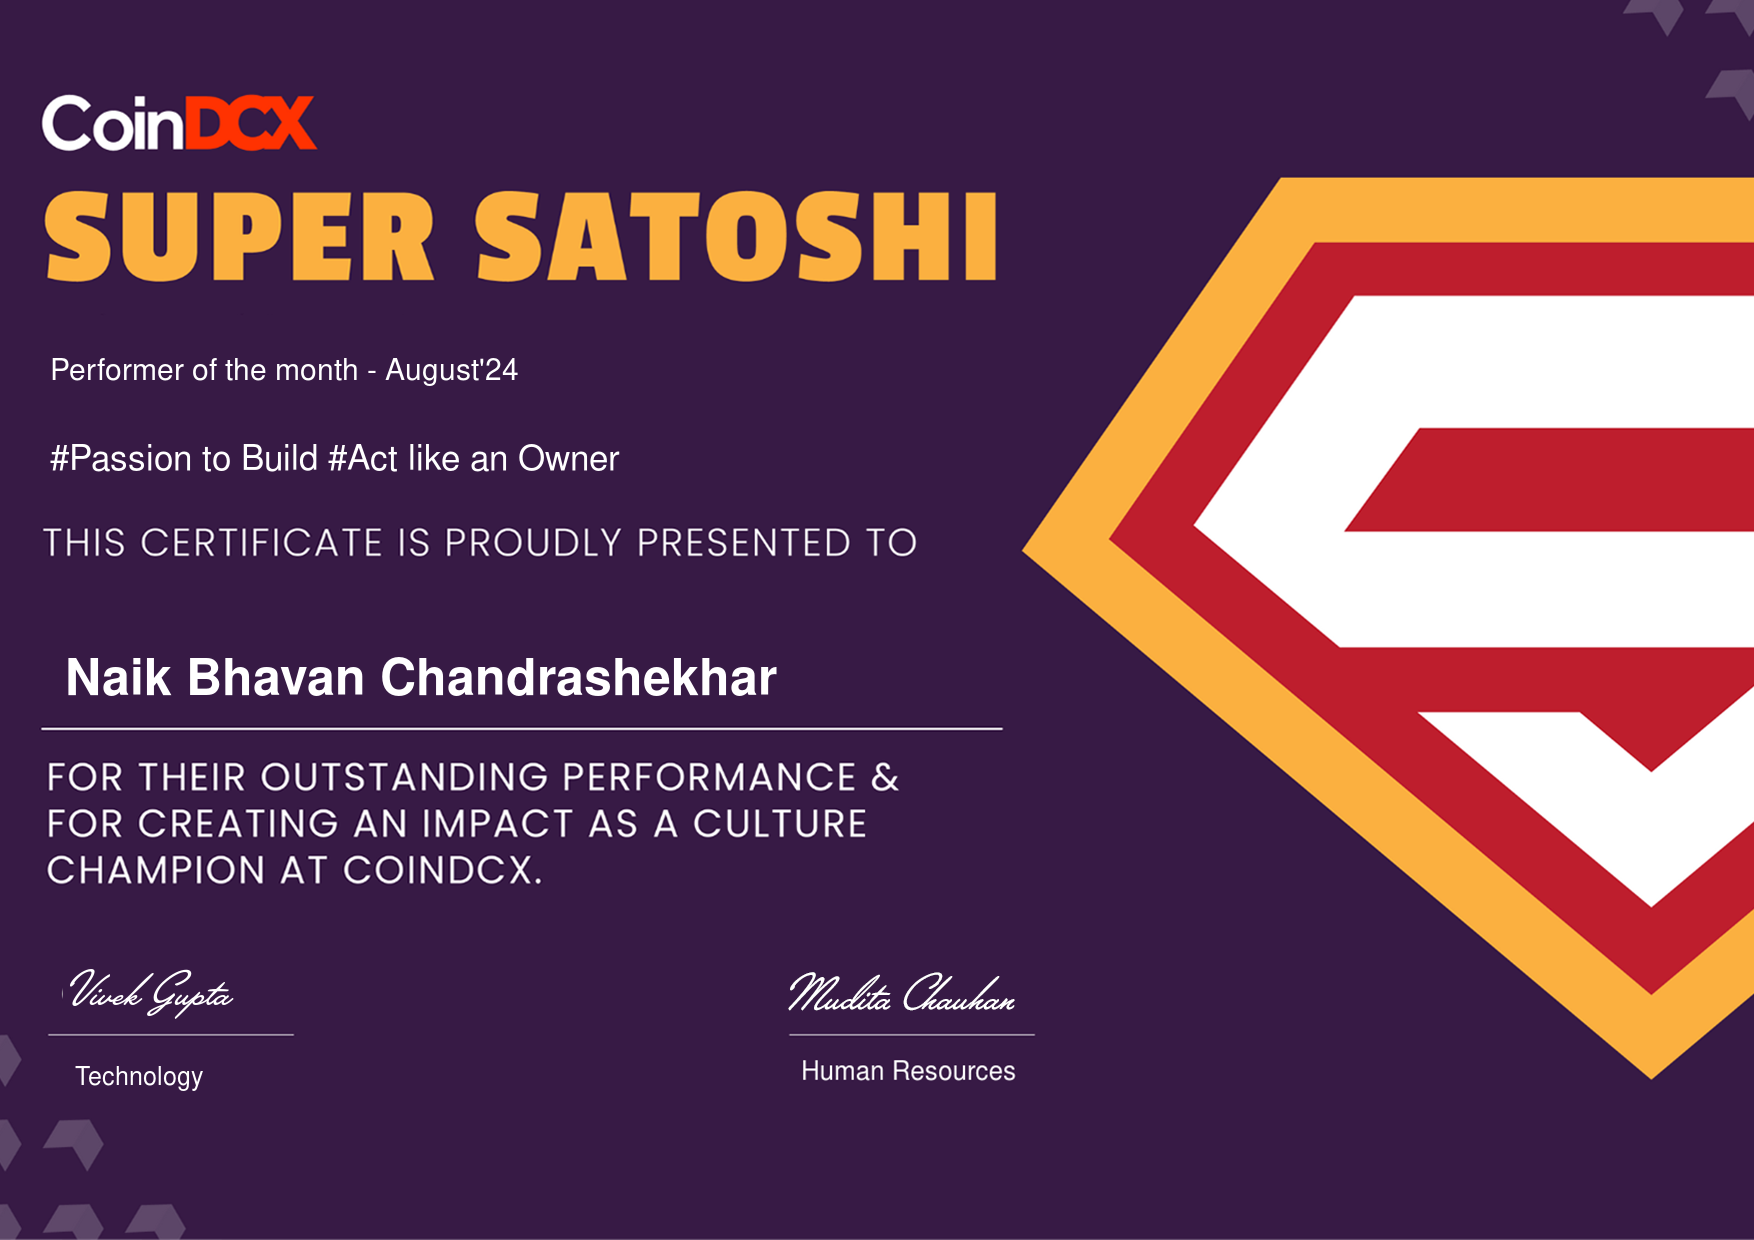 CoinDCX
SUPER SATOSHI
Performer of the month - August'24
#Passion to Build #Act like an Owner
THIS CERTIFICATE IS PROUDLY PRESENTED TO
Naik Bhavan Chandrashekhar
FOR THEIR OUTSTANDING PERFORMANCE &
FOR CREATING AN IMPACT AS A CULTURE
CHAMPION AT COINDCX.
Vivek Gupta
Mudita Chauhan
Technology
Human Resources